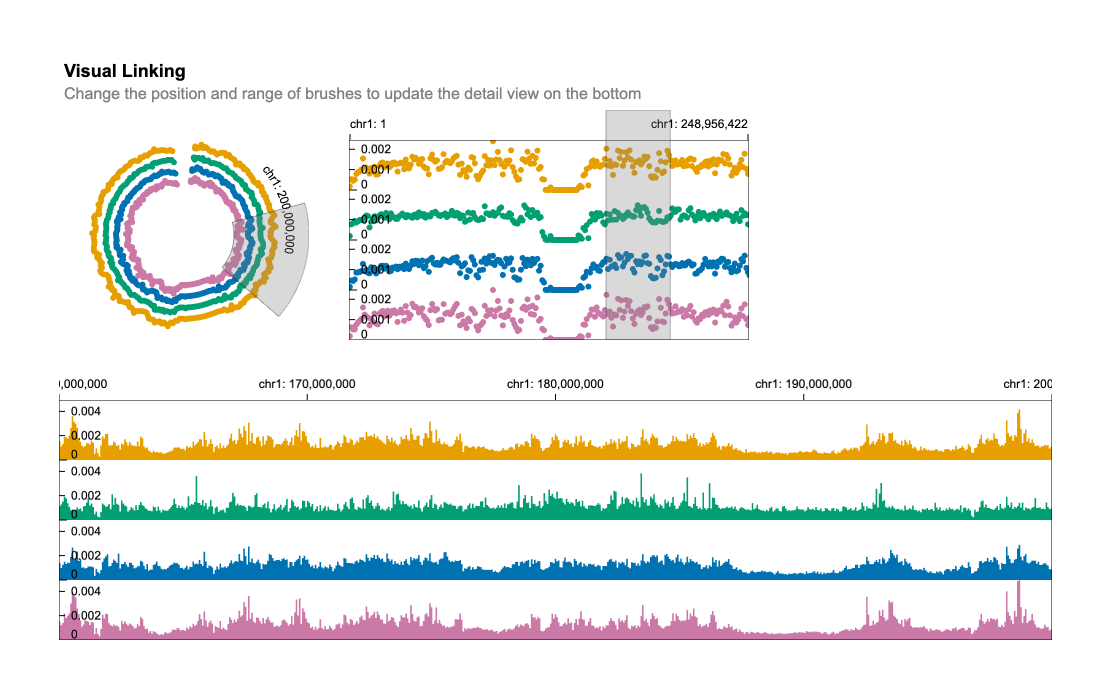 Visual Linking
Change the position and range of brushes to update the detail view on the bottom
chr1: 200,000,000
chr1: 1
chr1: 248,956,422
0.002
0.001
0
0.002
0.001
0
0.002
0.001
0
0.002
0.001
0
0,000,000
chr1: 170,000,000
chr1: 180,000,000
chr1: 190,000,000
chr1: 200
0.004
0.002
0
0.004
0.002
0
0.004
0.002
0
0.004
0.002
0